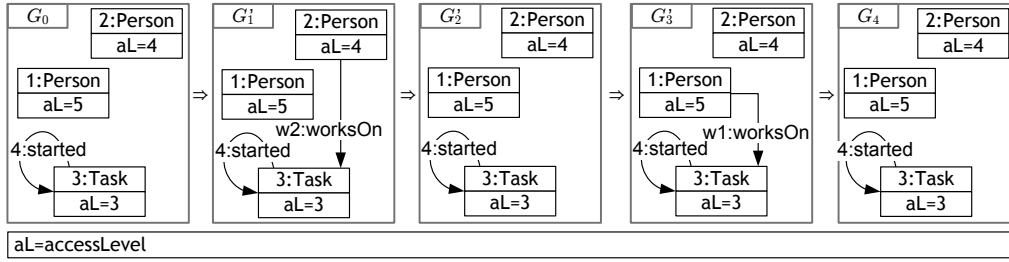 G0 G'1 G'2 G'3 G4
2:Person 2:Person 2:Person 2:Person 2:Person
aL=4 aL=4 aL=4 aL=4 aL=4
1:Person ⇒ 1:Person ⇒ 1:Person ⇒ 1:Person ⇒ 1:Person
aL=5 aL=5 aL=5 aL=5 aL=5
w2:worksOn w1:worksOn
4:started 4:started 4:started 4:started 4:started
3:Task 3:Task 3:Task 3:Task 3:Task
aL=3 aL=3 aL=3 aL=3 aL=3
aL=accessLevel